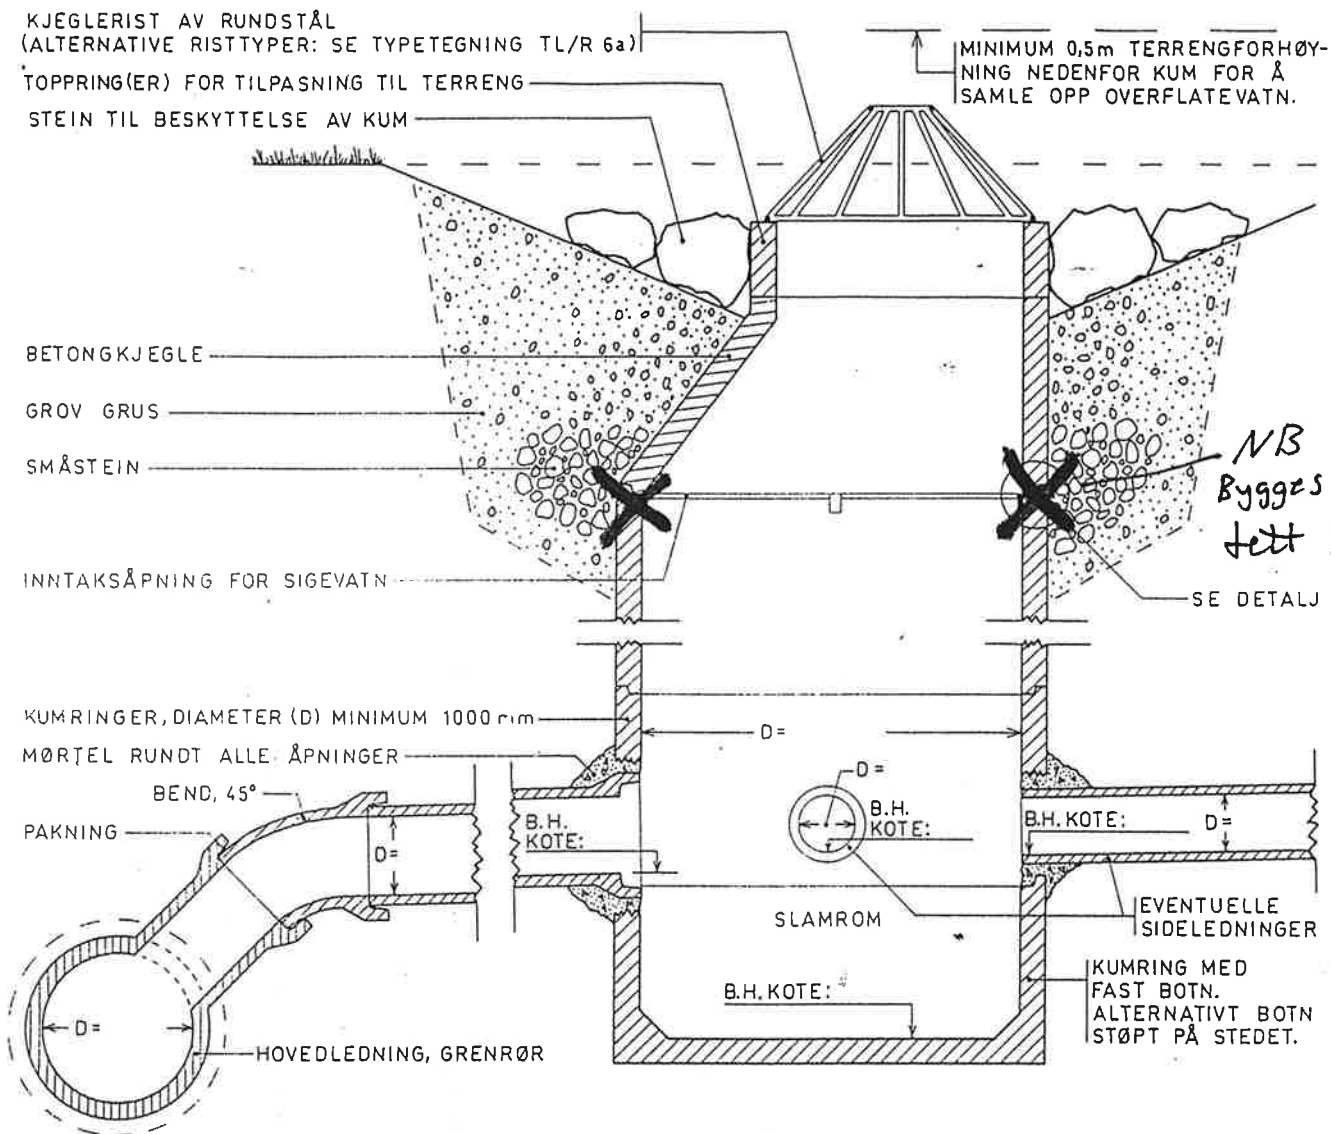 KJEGLERIST AV RUNDSTÅL
(ALTERNATIVE RISTTYPER: SE TYPETEGNING TL/R 6a)
TOPPRING(ER) FOR TILPASNING TIL TERRENG
STEIN TIL BESKYTTELSE AV KUM
MINIMUM 0,5m TERRENGFORHØY-
NING NEDENFOR KUM FOR Å
SAMLE OPP OVERFLATEVATN.
BETONGKJEGLE
GROV GRUS
SMÅSTEIN
NB
Bygges
tett
INNTAKSÅPNING FOR SIGEVATN
SE DETALJ
KUMRINGER, DIAMETER (D) MINIMUM 1000 mm
D=
MØRTEL RUNDT ALLE ÅPNINGER
BEND, 45°
PAKNING
D=
B.H.
KOTE:
D=
B.H.
KOTE:
B.H. KOTE:
D=
SLAMROM
EVENTUELLE
SIDELEDNINGER
B.H. KOTE:
KUMRING MED
FAST BOTN.
ALTERNATIVT BOTN
STØPT PÅ STEDET.
D=
HOVEDLEDNING, GRENRØR